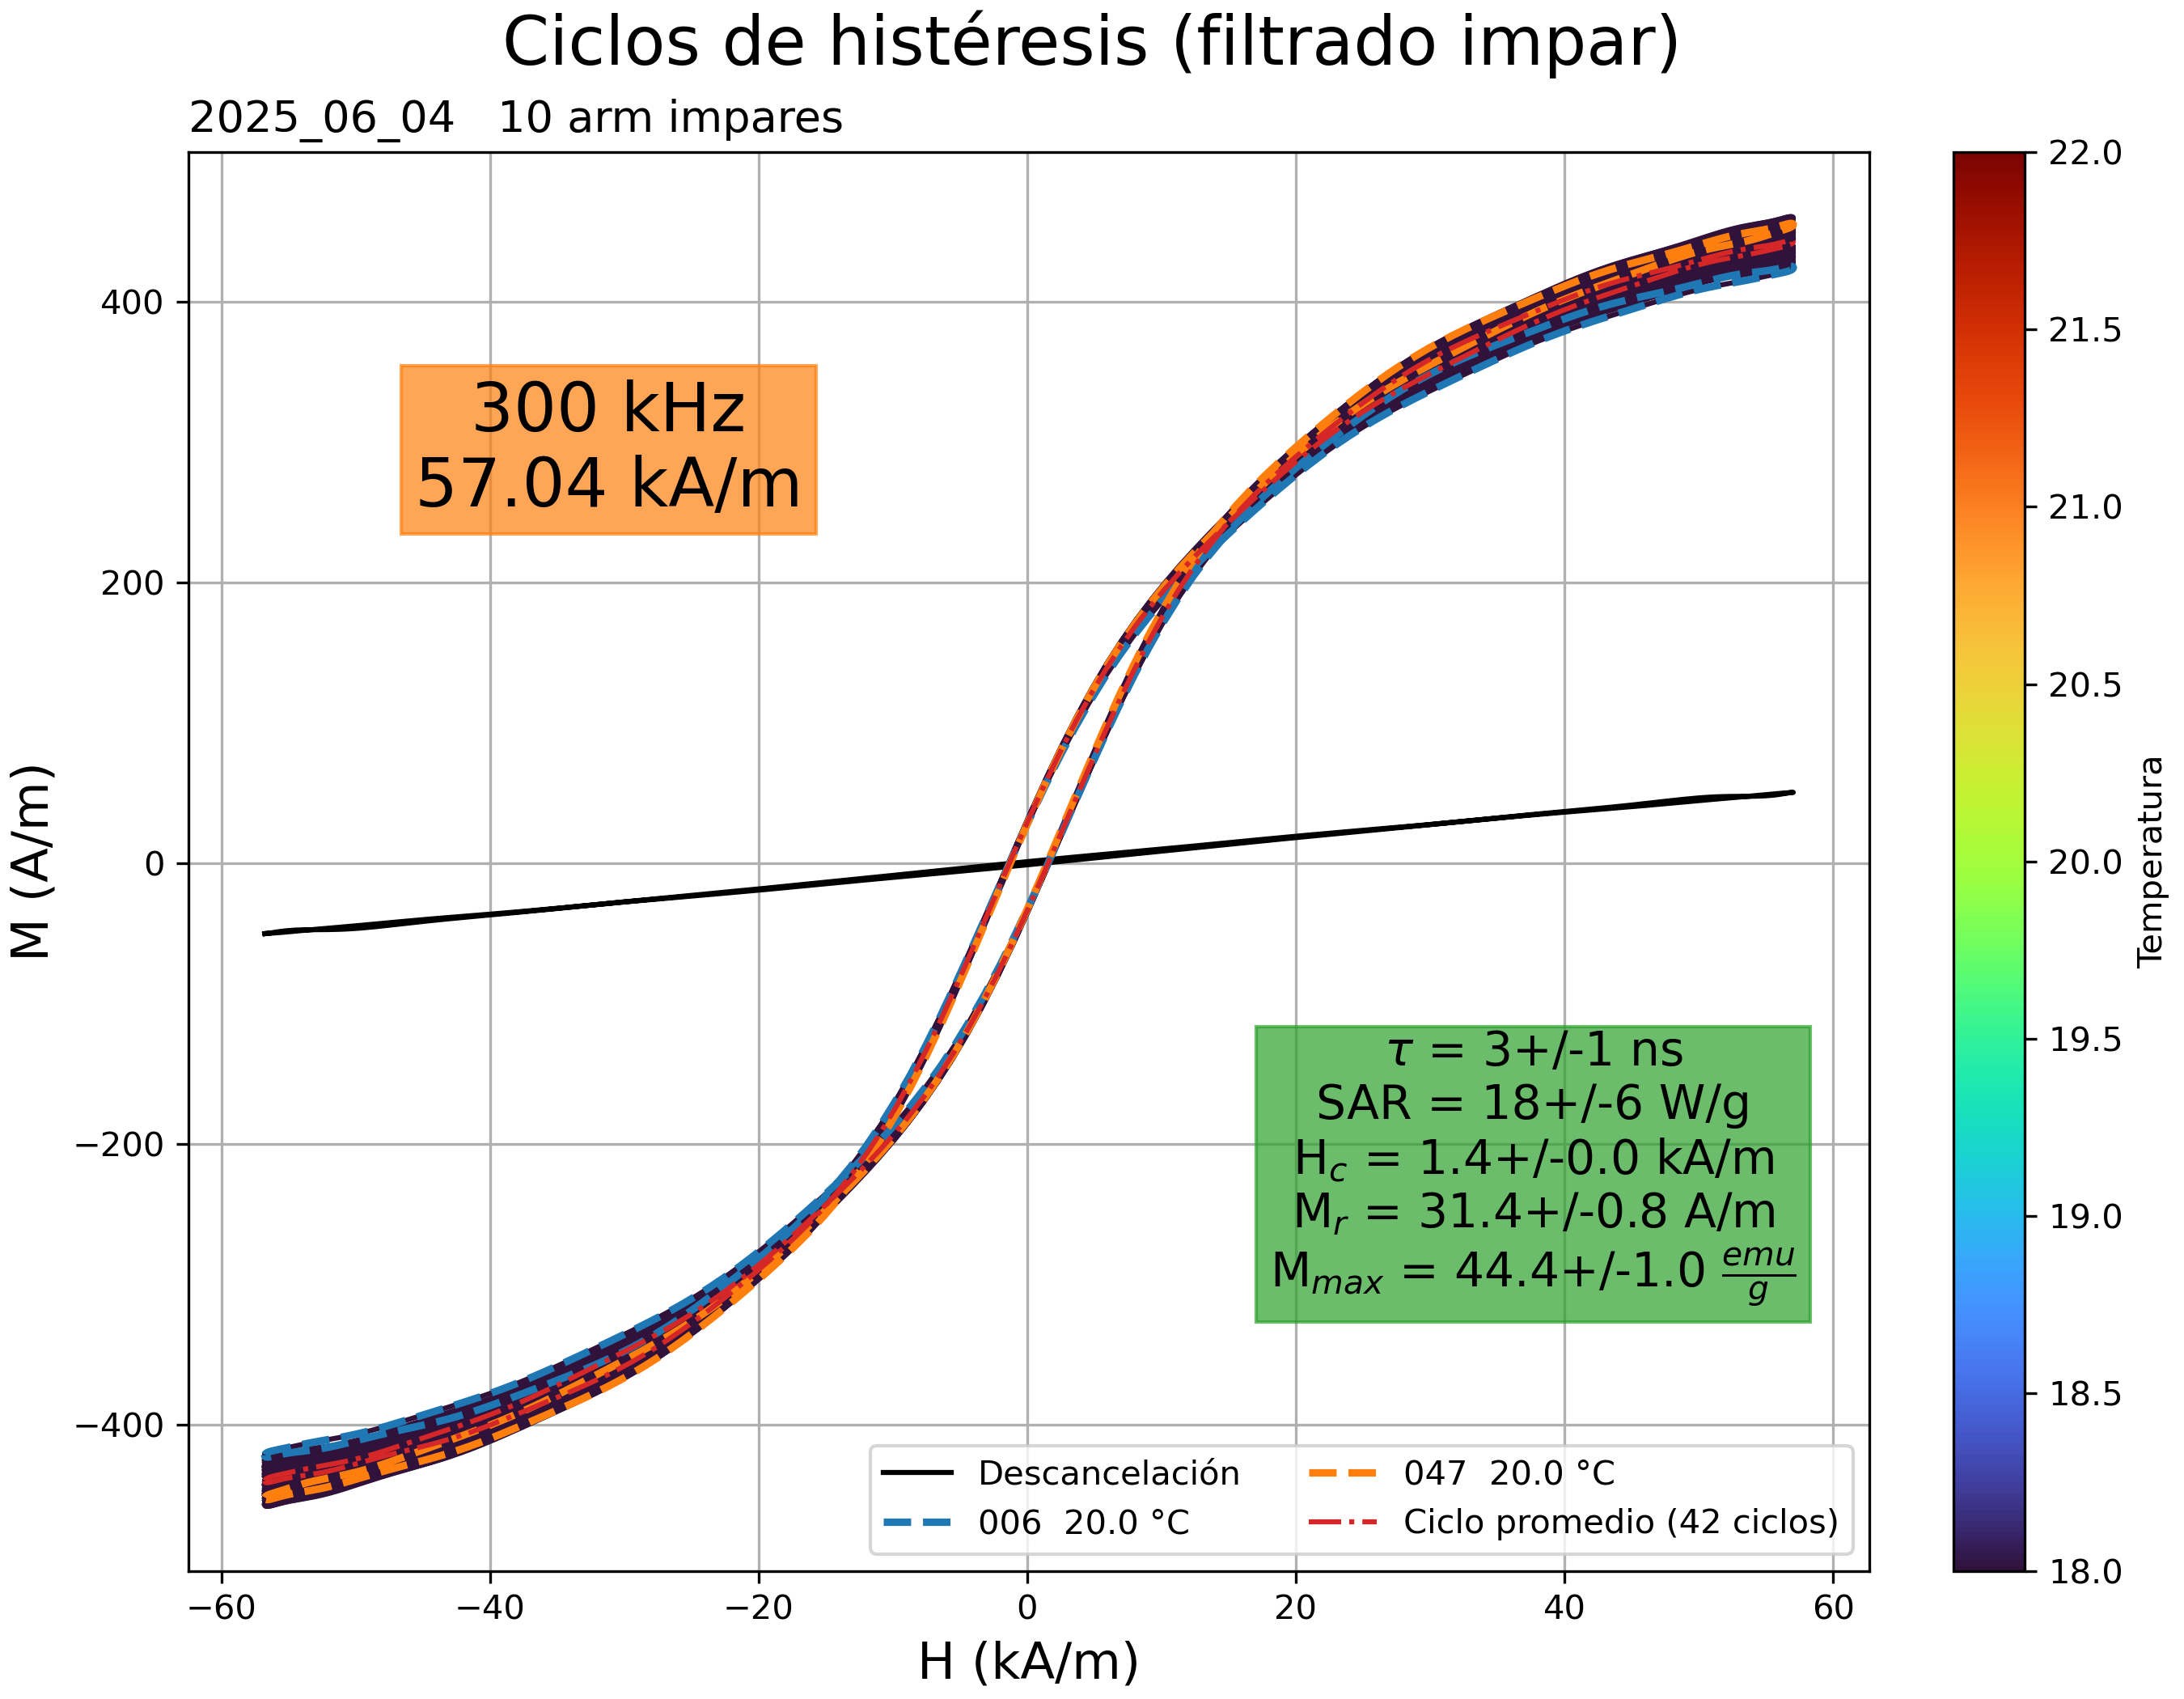 Ciclos de histéresis (filtrado impar)
2025_06_04   10 arm impares
300 kHz
57.04 kA/m
M (A/m)
400
200
0
−200
−400
τ = 3+/-1 ns
SAR = 18+/-6 W/g
H_c = 1.4+/-0.0 kA/m
M_r = 31.4+/-0.8 A/m
M_max = 44.4+/-1.0 emu/g
Descancelación
006  20.0 °C
047  20.0 °C
Ciclo promedio (42 ciclos)
−60 −40 −20 0 20 40 60
H (kA/m)
22.0
21.5
21.0
20.5
20.0
19.5
19.0
18.5
18.0
Temperatura